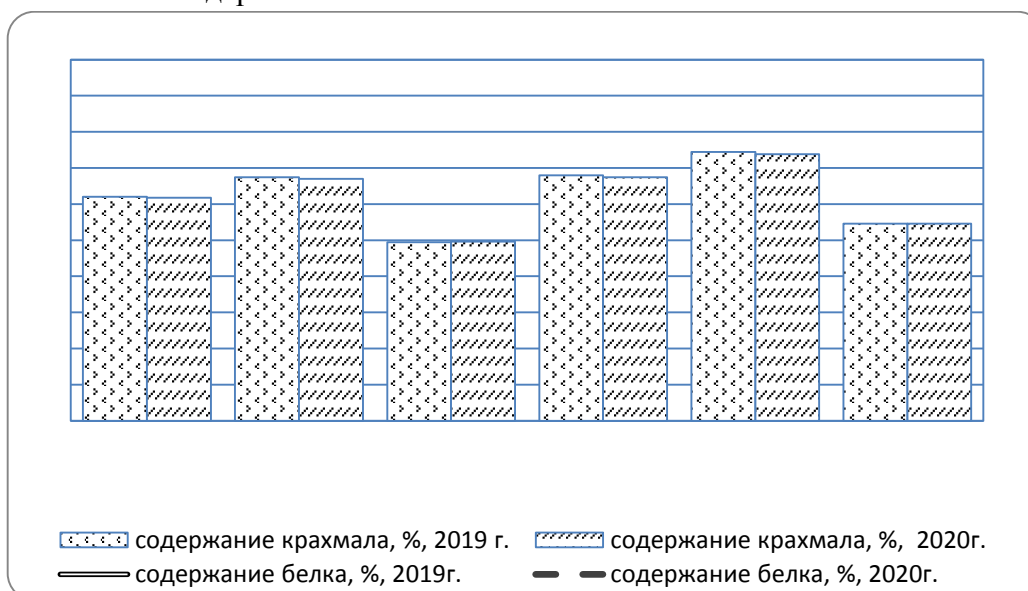 содержание крахмала, %, 2019 г.
содержание крахмала, %, 2020г.
содержание белка, %, 2019г.
содержание белка, %, 2020г.